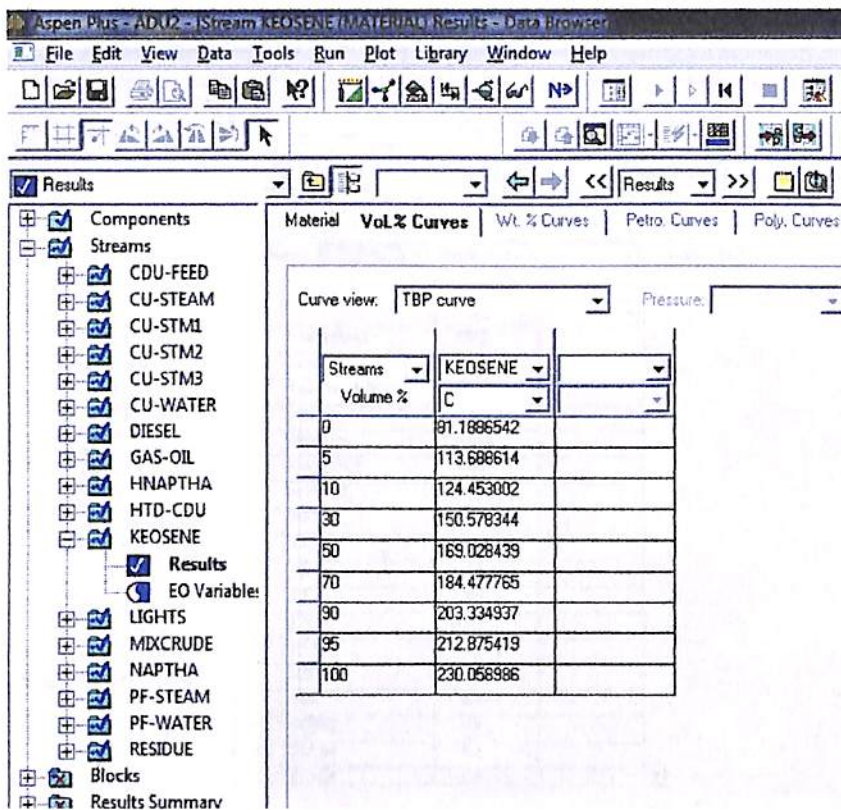 Aspen Plus - ADU2 - [Stream KEOSENE (MATERIAL) Results - Data Browser
File Edit View Data Tools Run Plot Library Window Help
N>
Results
<< Results >>
Components
Streams
CDU-FEED
CU-STEAM
CU-STM1
CU-STM2
CU-STM3
CU-WATER
DIESEL
GAS-OIL
HNAPTHA
HTD-CDU
KEOSENE
Results
EO Variables
LIGHTS
MIXCRUDE
NAPTHA
PF-STEAM
PF-WATER
RESIDUE
Blocks
Results Summary
Material Vol.% Curves Wt. % Curves Petro. Curves Poly. Curves
Curve view: TBP curve Pressure:
Streams KEOSENE
Volume % C
0 81.1886542
5 113.688614
10 124.453002
30 150.578344
50 169.028439
70 184.477765
90 203.334937
95 212.875419
100 230.058986